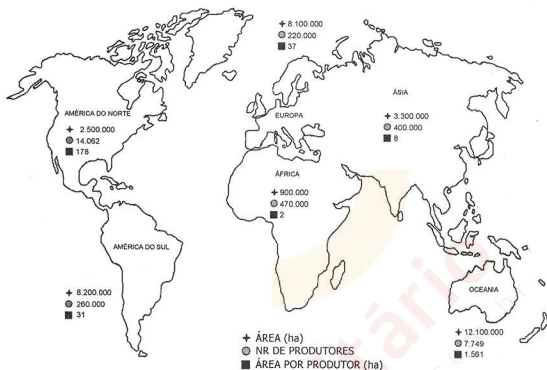 8.100.000
220.000
37
AMÉRICA DO NORTE
2.500.000
14.062
178
EUROPA
ÁSIA
3.300.000
400.000
8
ÁFRICA
900.000
470.000
2
AMÉRICA DO SUL
8.200.000
260.000
31
OCEANIA
12.100.000
7.749
1.561
ÁREA (ha)
NR DE PRODUTORES
ÁREA POR PRODUTOR (ha)